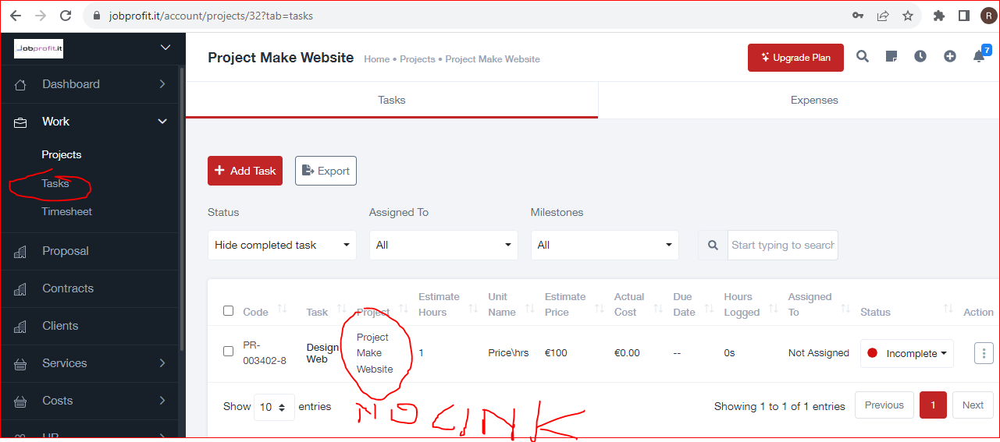 jobprofit.it/account/projects/32?tab=tasks
R
jobprofit.it
Project Make Website
Home • Projects • Project Make Website
Upgrade Plan
7
Dashboard
Work
Projects
Tasks
Timesheet
Proposal
Contracts
Clients
Services
Costs
HR
Tasks
Expenses
+ Add Task
Export
Status
Assigned To
Milestones
Hide completed task
All
All
Start typing to search
Code
Task
Project
Estimate Hours
Unit Name
Estimate Price
Actual Cost
Due Date
Hours Logged
Assigned To
Status
Action
PR-003402-8
Design Web
Project Make Website
1
Price\hrs
€100
€0.00
--
0s
Not Assigned
Incomplete
Show 10 entries
Showing 1 to 1 of 1 entries
Previous
1
Next
NO LINK